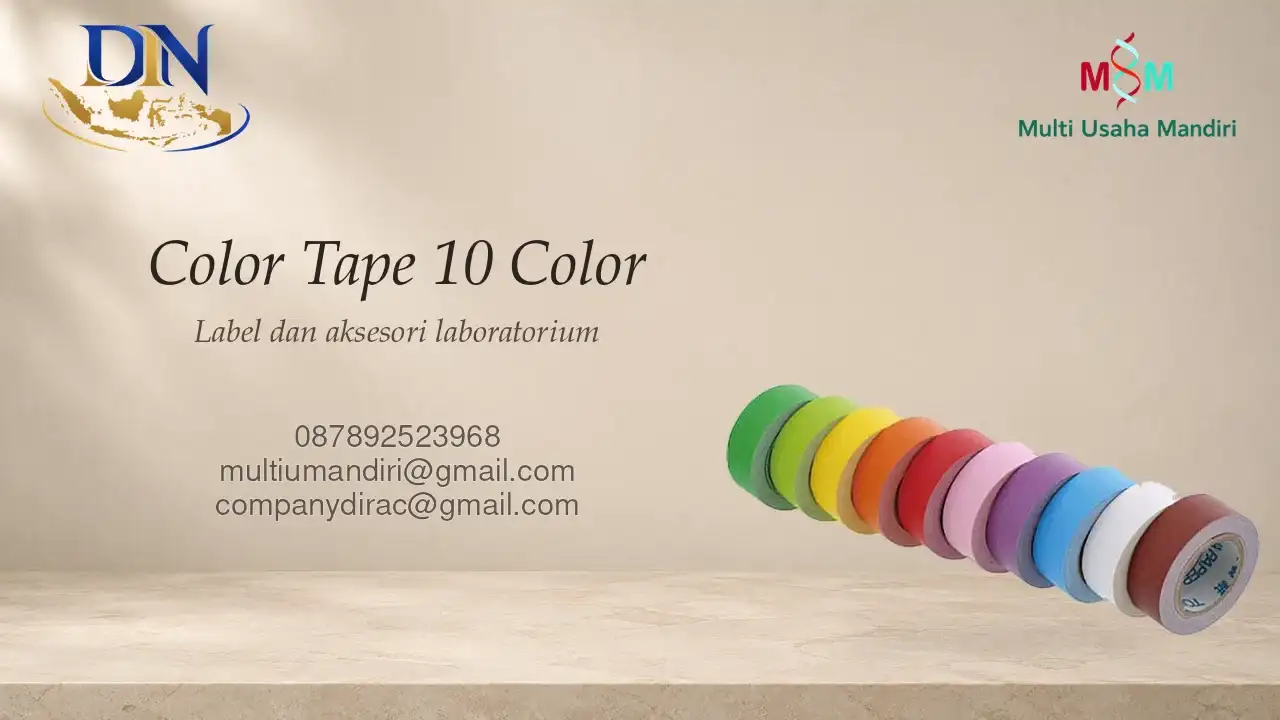 DN
M M
Multi Usaha Mandiri
Color Tape 10 Color
Label dan aksesori laboratorium
087892523968
multiumandiri@gmail.com
companydirac@gmail.com
PAPER